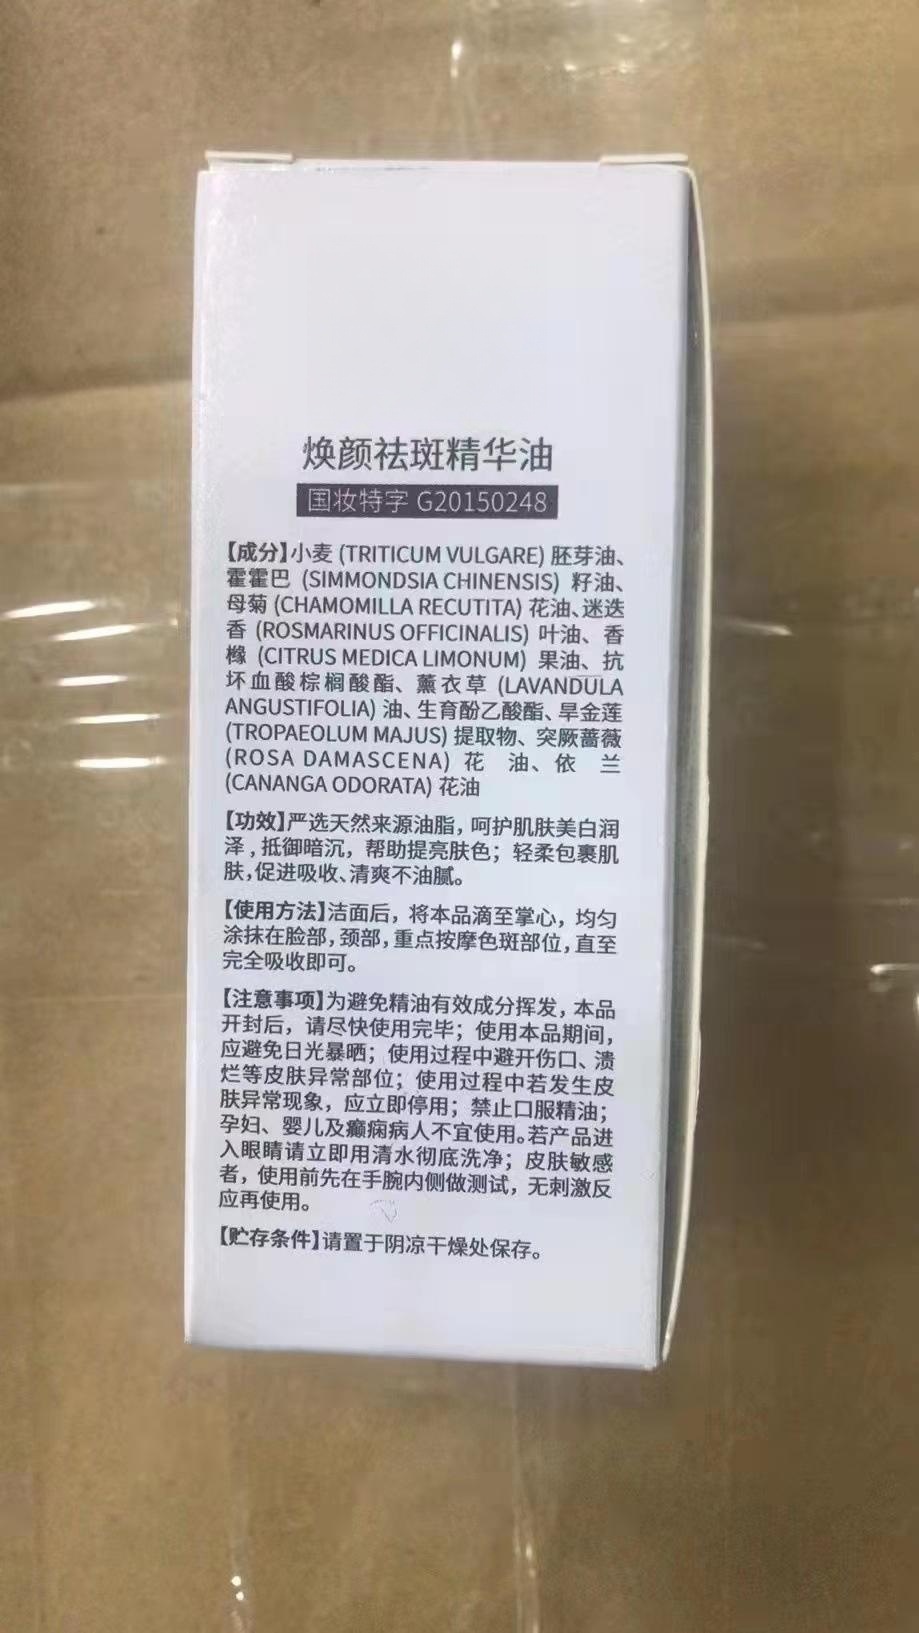 焕颜祛斑精华油
国妆特字 G20150248
【成分】小麦 (TRITICUM VULGARE) 胚芽油、
霍霍巴 (SIMMONDSIA CHINENSIS) 籽油、
母菊 (CHAMOMILLA RECUTITA) 花油、迷迭
香 (ROSMARINUS OFFICINALIS) 叶油、香
橼 (CITRUS MEDICA LIMONUM) 果油、抗
坏血酸棕榈酸酯、薰衣草 (LAVANDULA
ANGUSTIFOLIA) 油、生育酚乙酸酯、旱金莲
(TROPAEOLUM MAJUS) 提取物、突厥蔷薇
(ROSA DAMASCENA) 花油、依兰
(CANANGA ODORATA) 花油
【功效】严选天然来源油脂，呵护肌肤美白润
泽，抵御暗沉，帮助提亮肤色；轻柔包裹肌
肤，促进吸收、清爽不油腻。
【使用方法】洁面后，将本品滴至掌心，均匀
涂抹在脸部，颈部，重点按摩色斑部位，直至
完全吸收即可。
【注意事项】为避免精油有效成分挥发，本品
开封后，请尽快使用完毕；使用本品期间，
应避免日光暴晒；使用过程中避开伤口、溃
烂等皮肤异常部位；使用过程中若发生皮
肤异常现象，应立即停用；禁止口服精油；
孕妇、婴儿及癫痫病人不宜使用。若产品进
入眼睛请立即用清水彻底洗净；皮肤敏感
者，使用前先在手腕内侧做测试，无刺激反
应再使用。
【贮存条件】请置于阴凉干燥处保存。